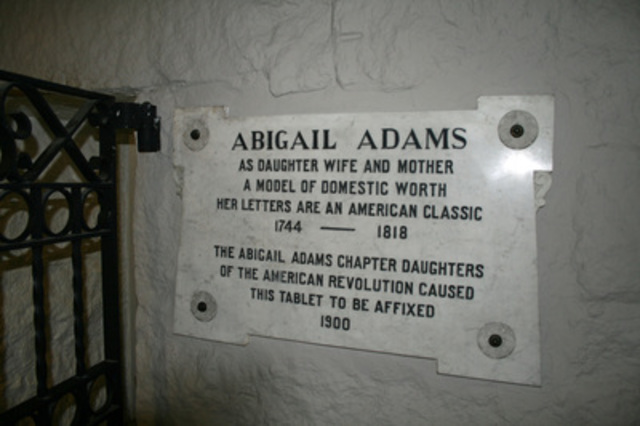 ABIGAIL ADAMS
AS DAUGHTER WIFE AND MOTHER
A MODEL OF DOMESTIC WORTH
HER LETTERS ARE AN AMERICAN CLASSIC
1744 — 1818
THE ABIGAIL ADAMS CHAPTER DAUGHTERS
OF THE AMERICAN REVOLUTION CAUSED
THIS TABLET TO BE AFFIXED
1900